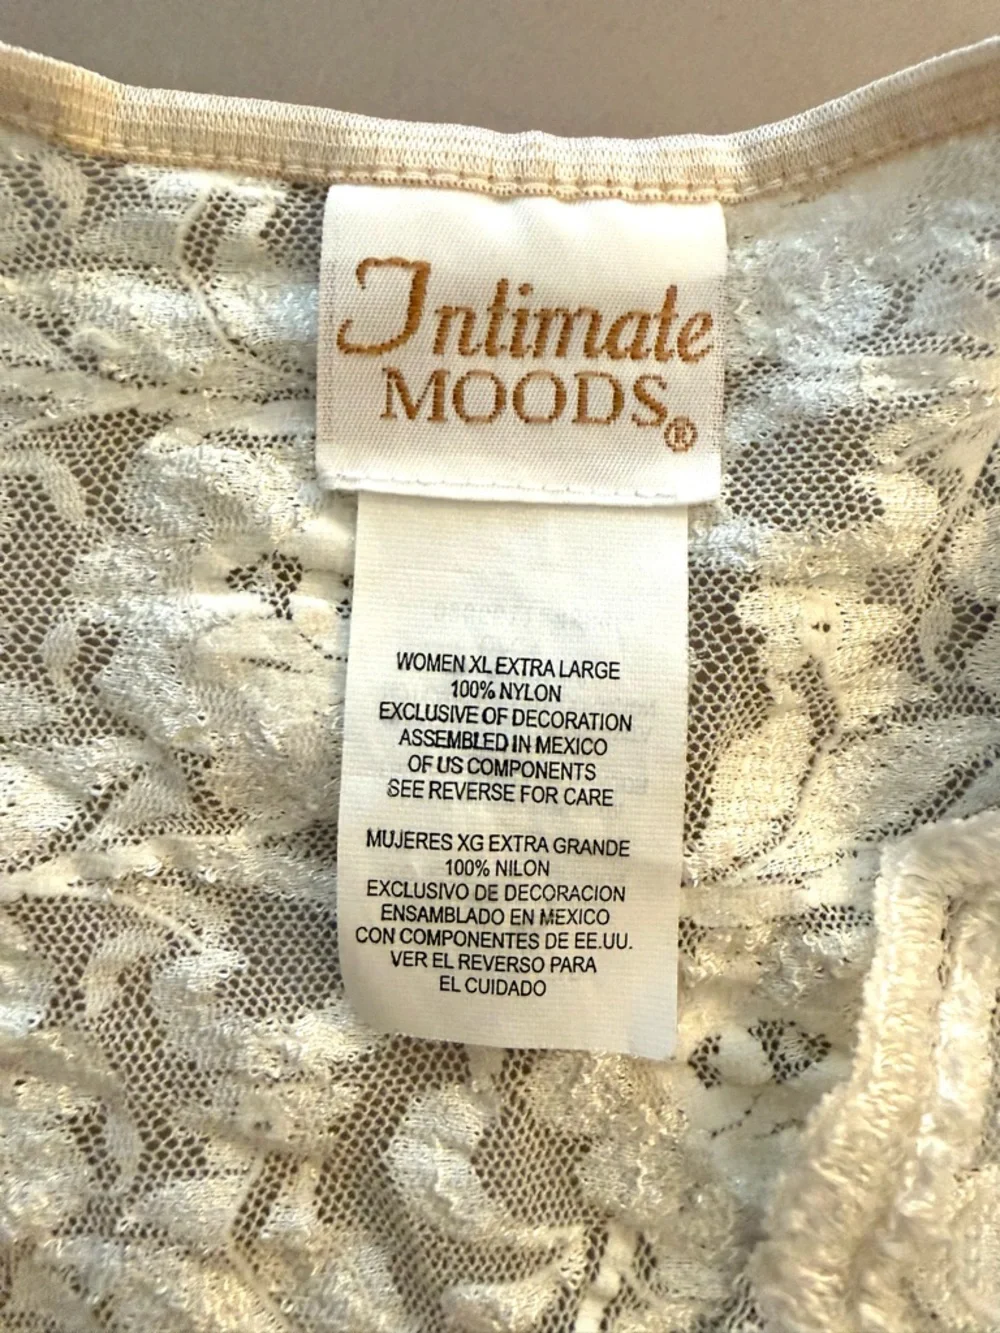 Intimate
MOODS®
WOMEN XL EXTRA LARGE
100% NYLON
EXCLUSIVE OF DECORATION
ASSEMBLED IN MEXICO
OF US COMPONENTS
SEE REVERSE FOR CARE
MUJERES XG EXTRA GRANDE
100% NILON
EXCLUSIVO DE DECORACION
ENSAMBLADO EN MEXICO
CON COMPONENTES DE EE.UU.
VER EL REVERSO PARA
EL CUIDADO